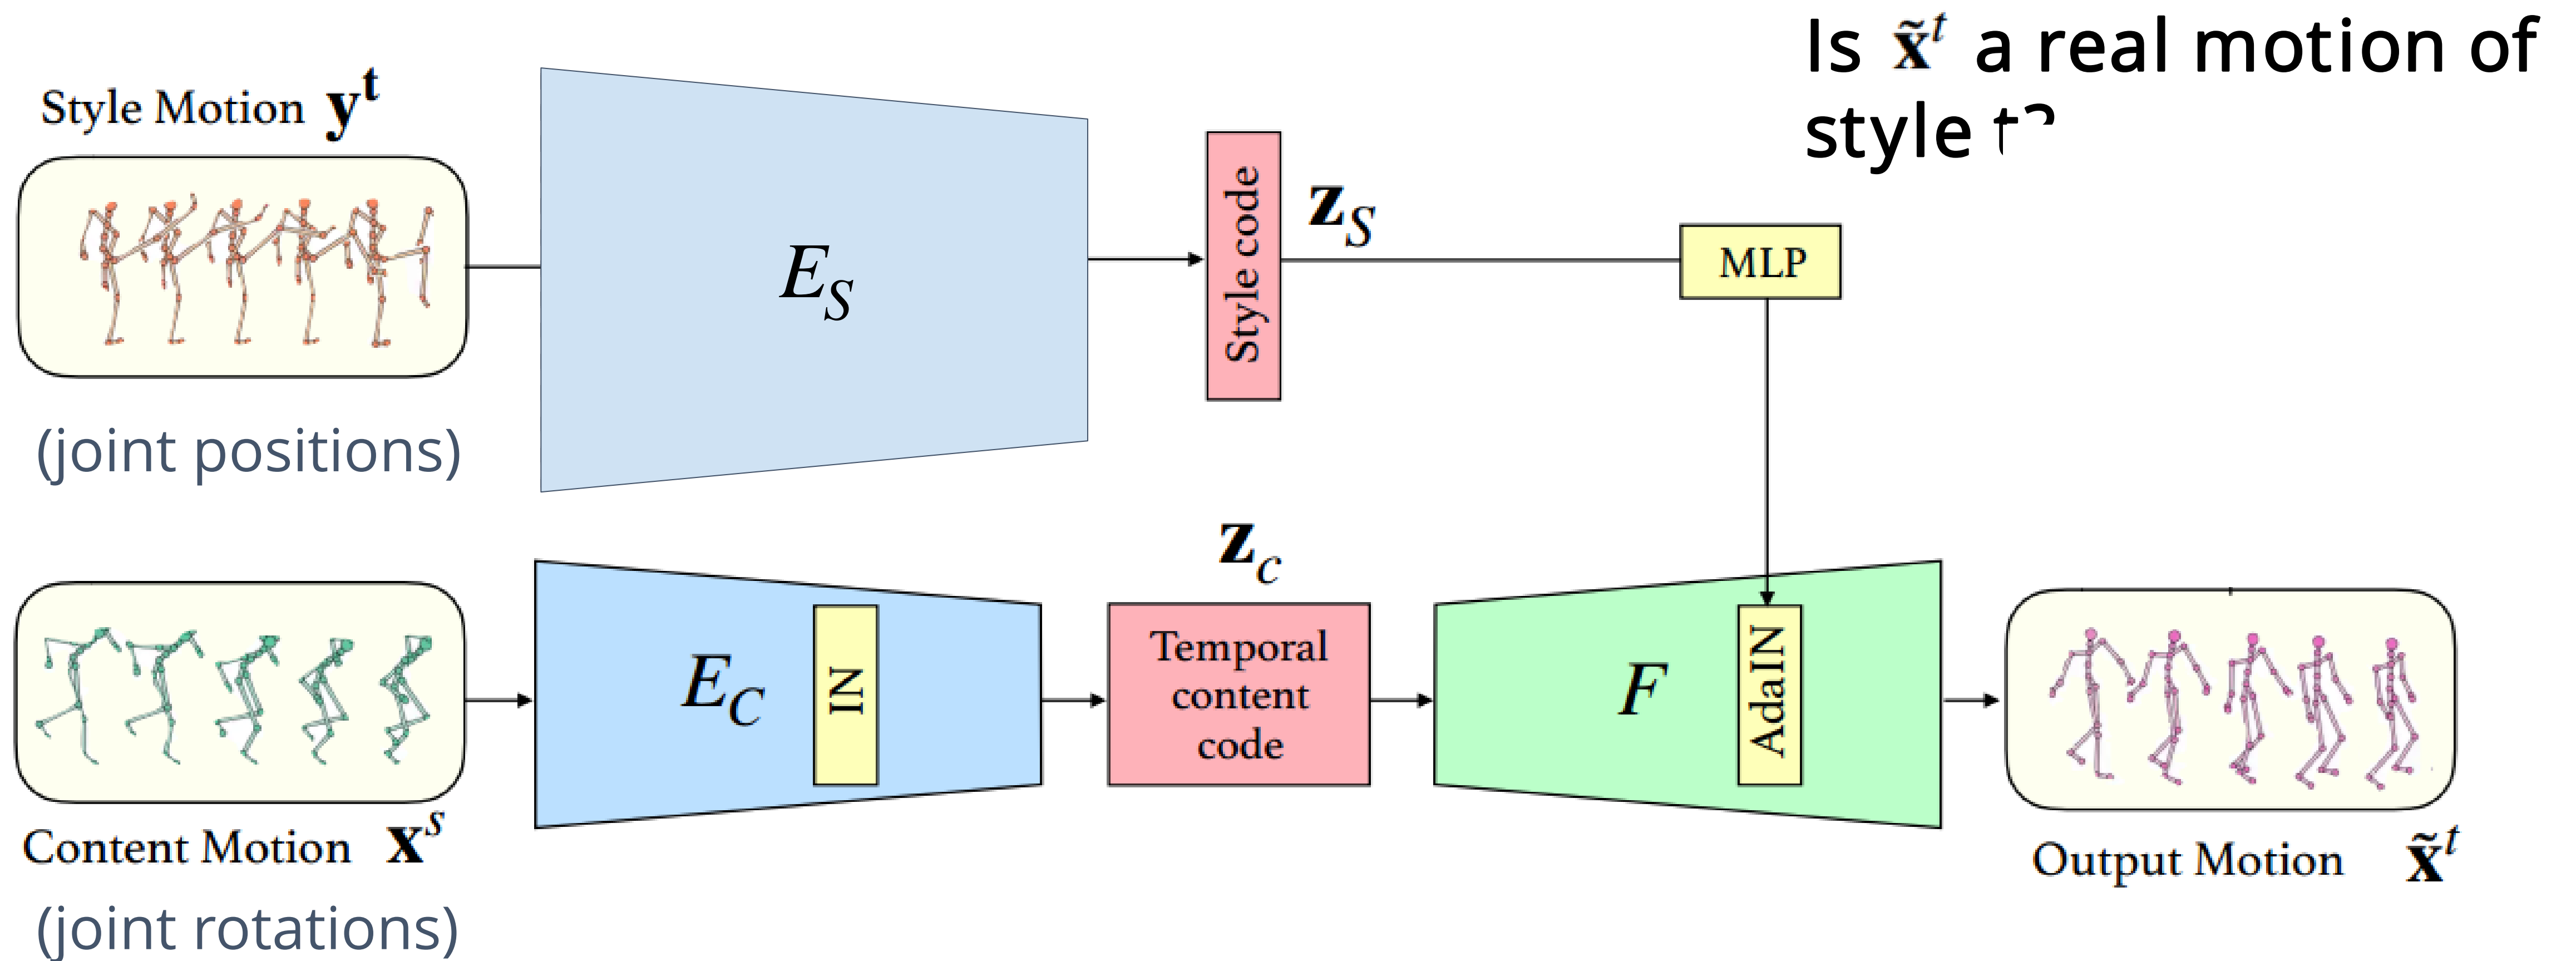 Is x̃ᵗ a real motion of
style t?
Style Motion yᵗ
(joint positions)
E_S
Style code
z_S
MLP
z_c
E_C
IN
Temporal
content
code
F
AdaIN
Content Motion xˢ
(joint rotations)
Output Motion x̃ᵗ